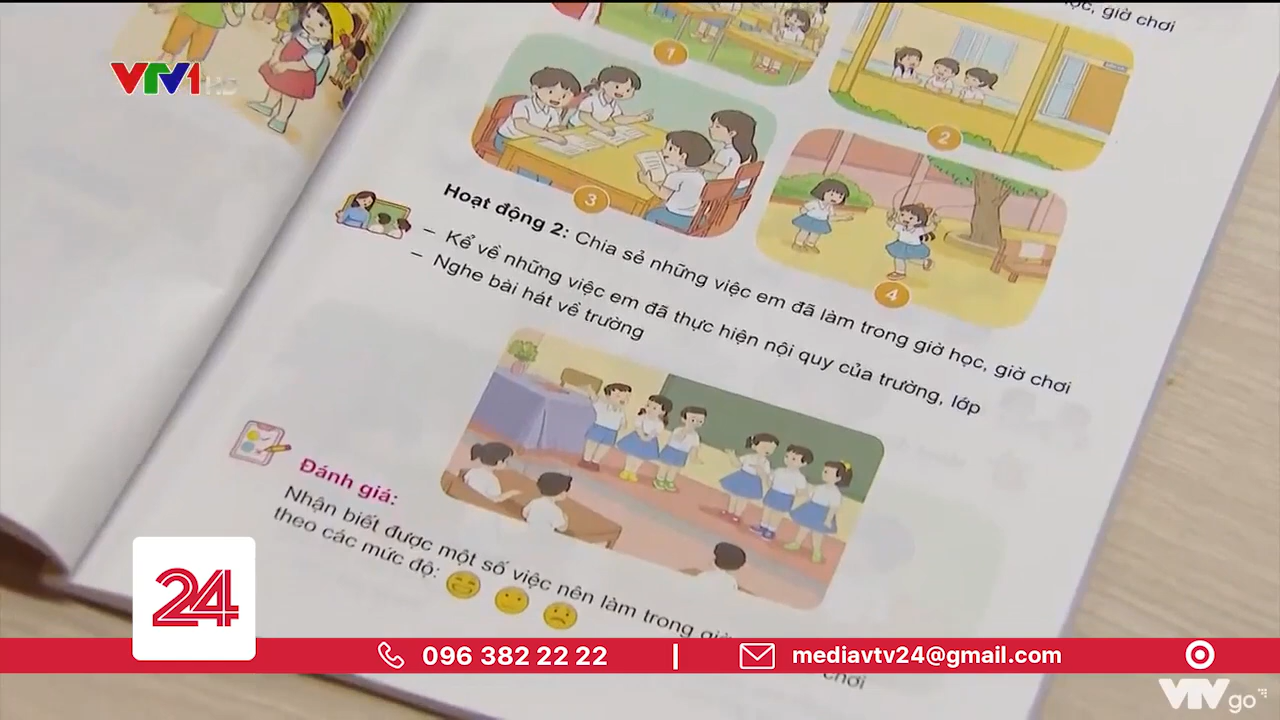 VTV1 HD
học, giờ chơi
1
2
3
4
Hoạt động 2: Chia sẻ những việc em đã làm trong giờ học, giờ chơi
– Kể về những việc em đã thực hiện nội quy của trường, lớp
– Nghe bài hát về trường
Đánh giá:
Nhận biết được một số việc nên làm trong giờ
chơi
theo các mức độ:
24
096 382 22 22
mediavtv24@gmail.com
VTV go